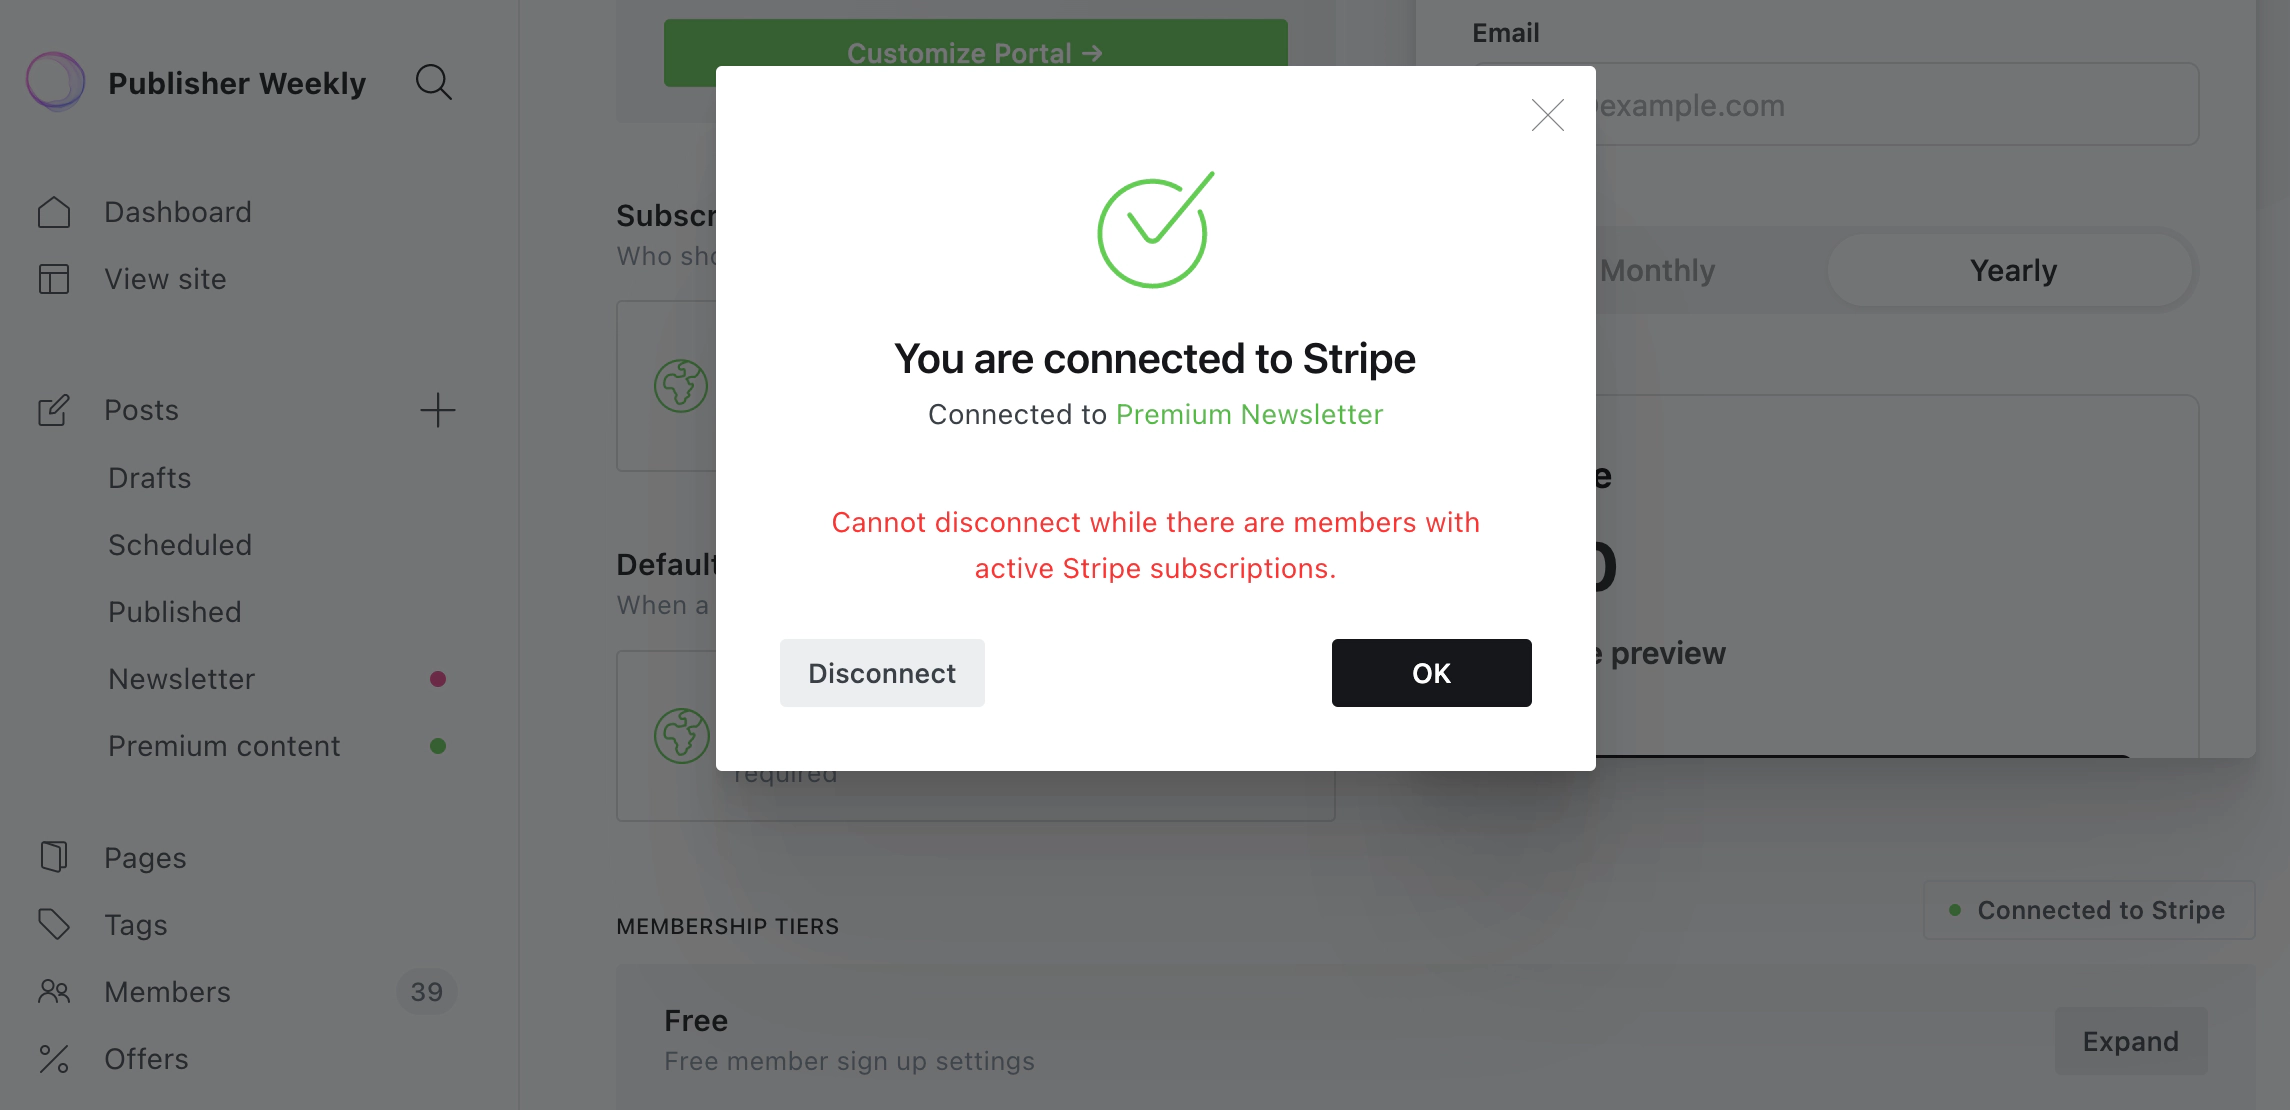 Publisher Weekly
Dashboard
View site
Posts
Drafts
Scheduled
Published
Newsletter
Premium content
Pages
Tags
Members 39
Offers
Customize Portal →
Email
example.com
Monthly Yearly
You are connected to Stripe
Connected to Premium Newsletter
Cannot disconnect while there are members with
active Stripe subscriptions.
Disconnect
OK
Who
Default
When a
required
preview
MEMBERSHIP TIERS
Connected to Stripe
Free
Free member sign up settings
Expand